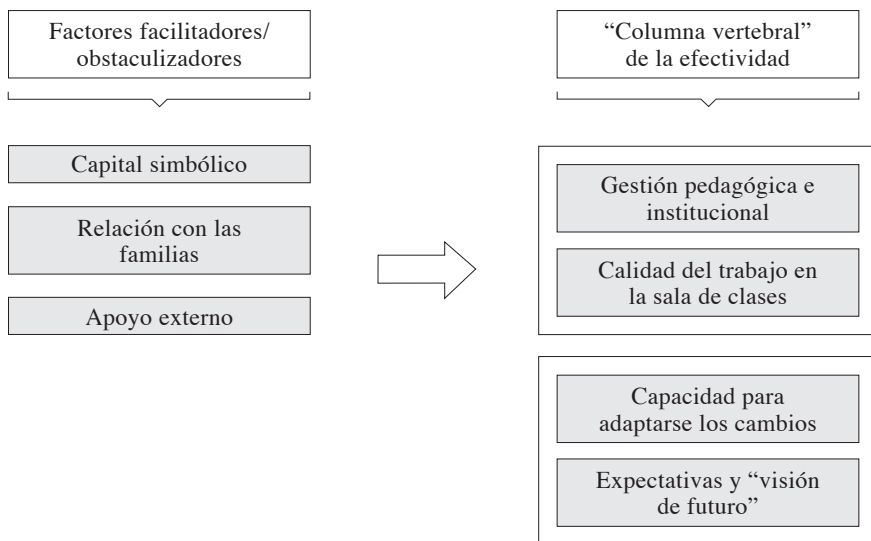 Factores facilitadores/
obstaculizadores
Capital simbólico
Relación con las
familias
Apoyo externo
“Columna vertebral”
de la efectividad
Gestión pedagógica e
institucional
Calidad del trabajo en
la sala de clases
Capacidad para
adaptarse los cambios
Expectativas y “visión
de futuro”